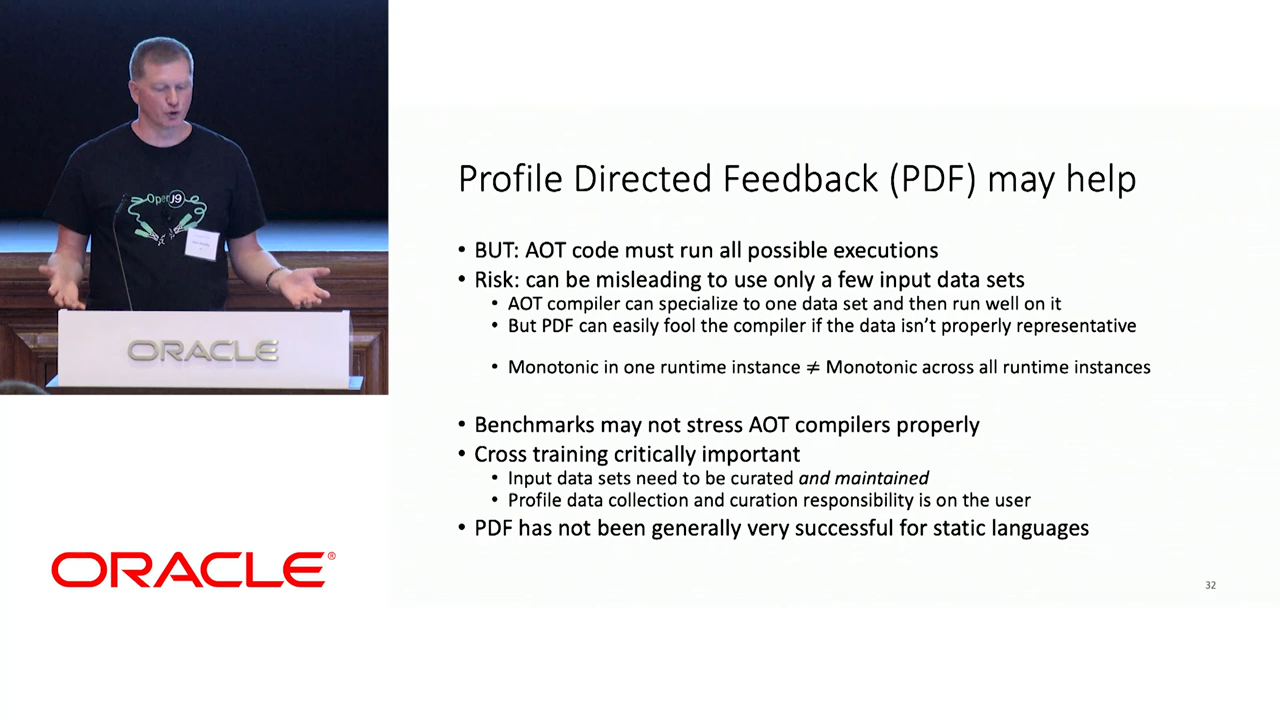 OpenJ9
ORACLE
ORACLE®
Profile Directed Feedback (PDF) may help
• BUT: AOT code must run all possible executions
• Risk: can be misleading to use only a few input data sets
• AOT compiler can specialize to one data set and then run well on it
• But PDF can easily fool the compiler if the data isn't properly representative
• Monotonic in one runtime instance ≠ Monotonic across all runtime instances
• Benchmarks may not stress AOT compilers properly
• Cross training critically important
• Input data sets need to be curated and maintained
• Profile data collection and curation responsibility is on the user
• PDF has not been generally very successful for static languages
32